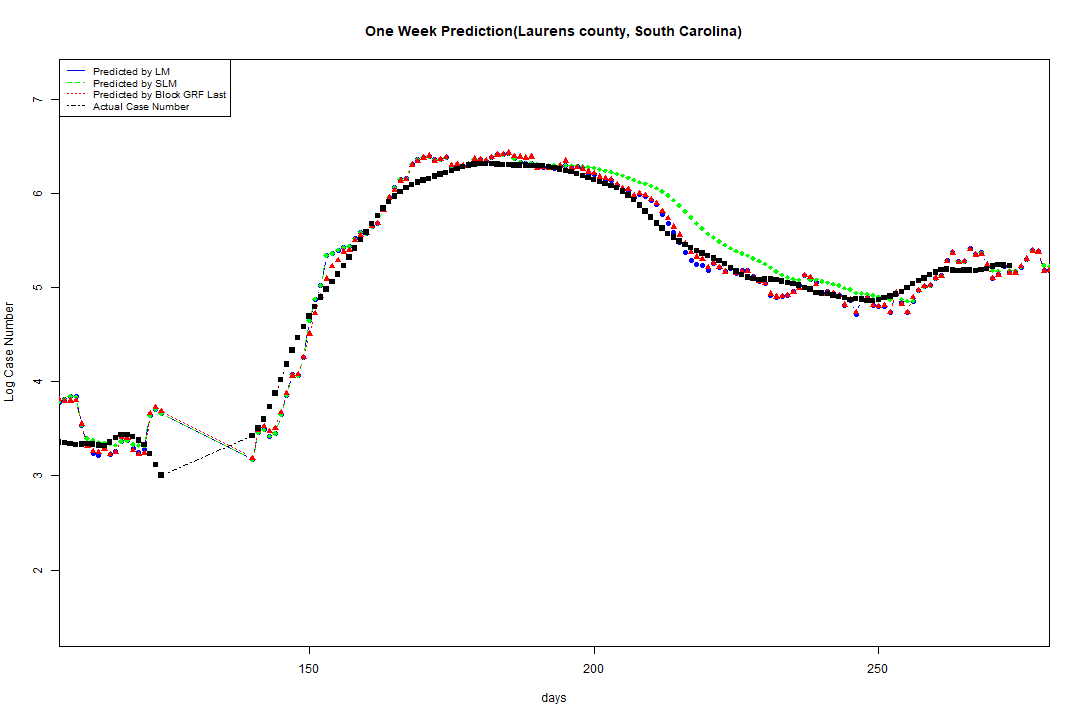 One Week Prediction(Laurens county, South Carolina)
Predicted by LM
Predicted by SLM
Predicted by Block GRF Last
Actual Case Number
7
6
5
4
3
2
Log Case Number
150 200 250
days